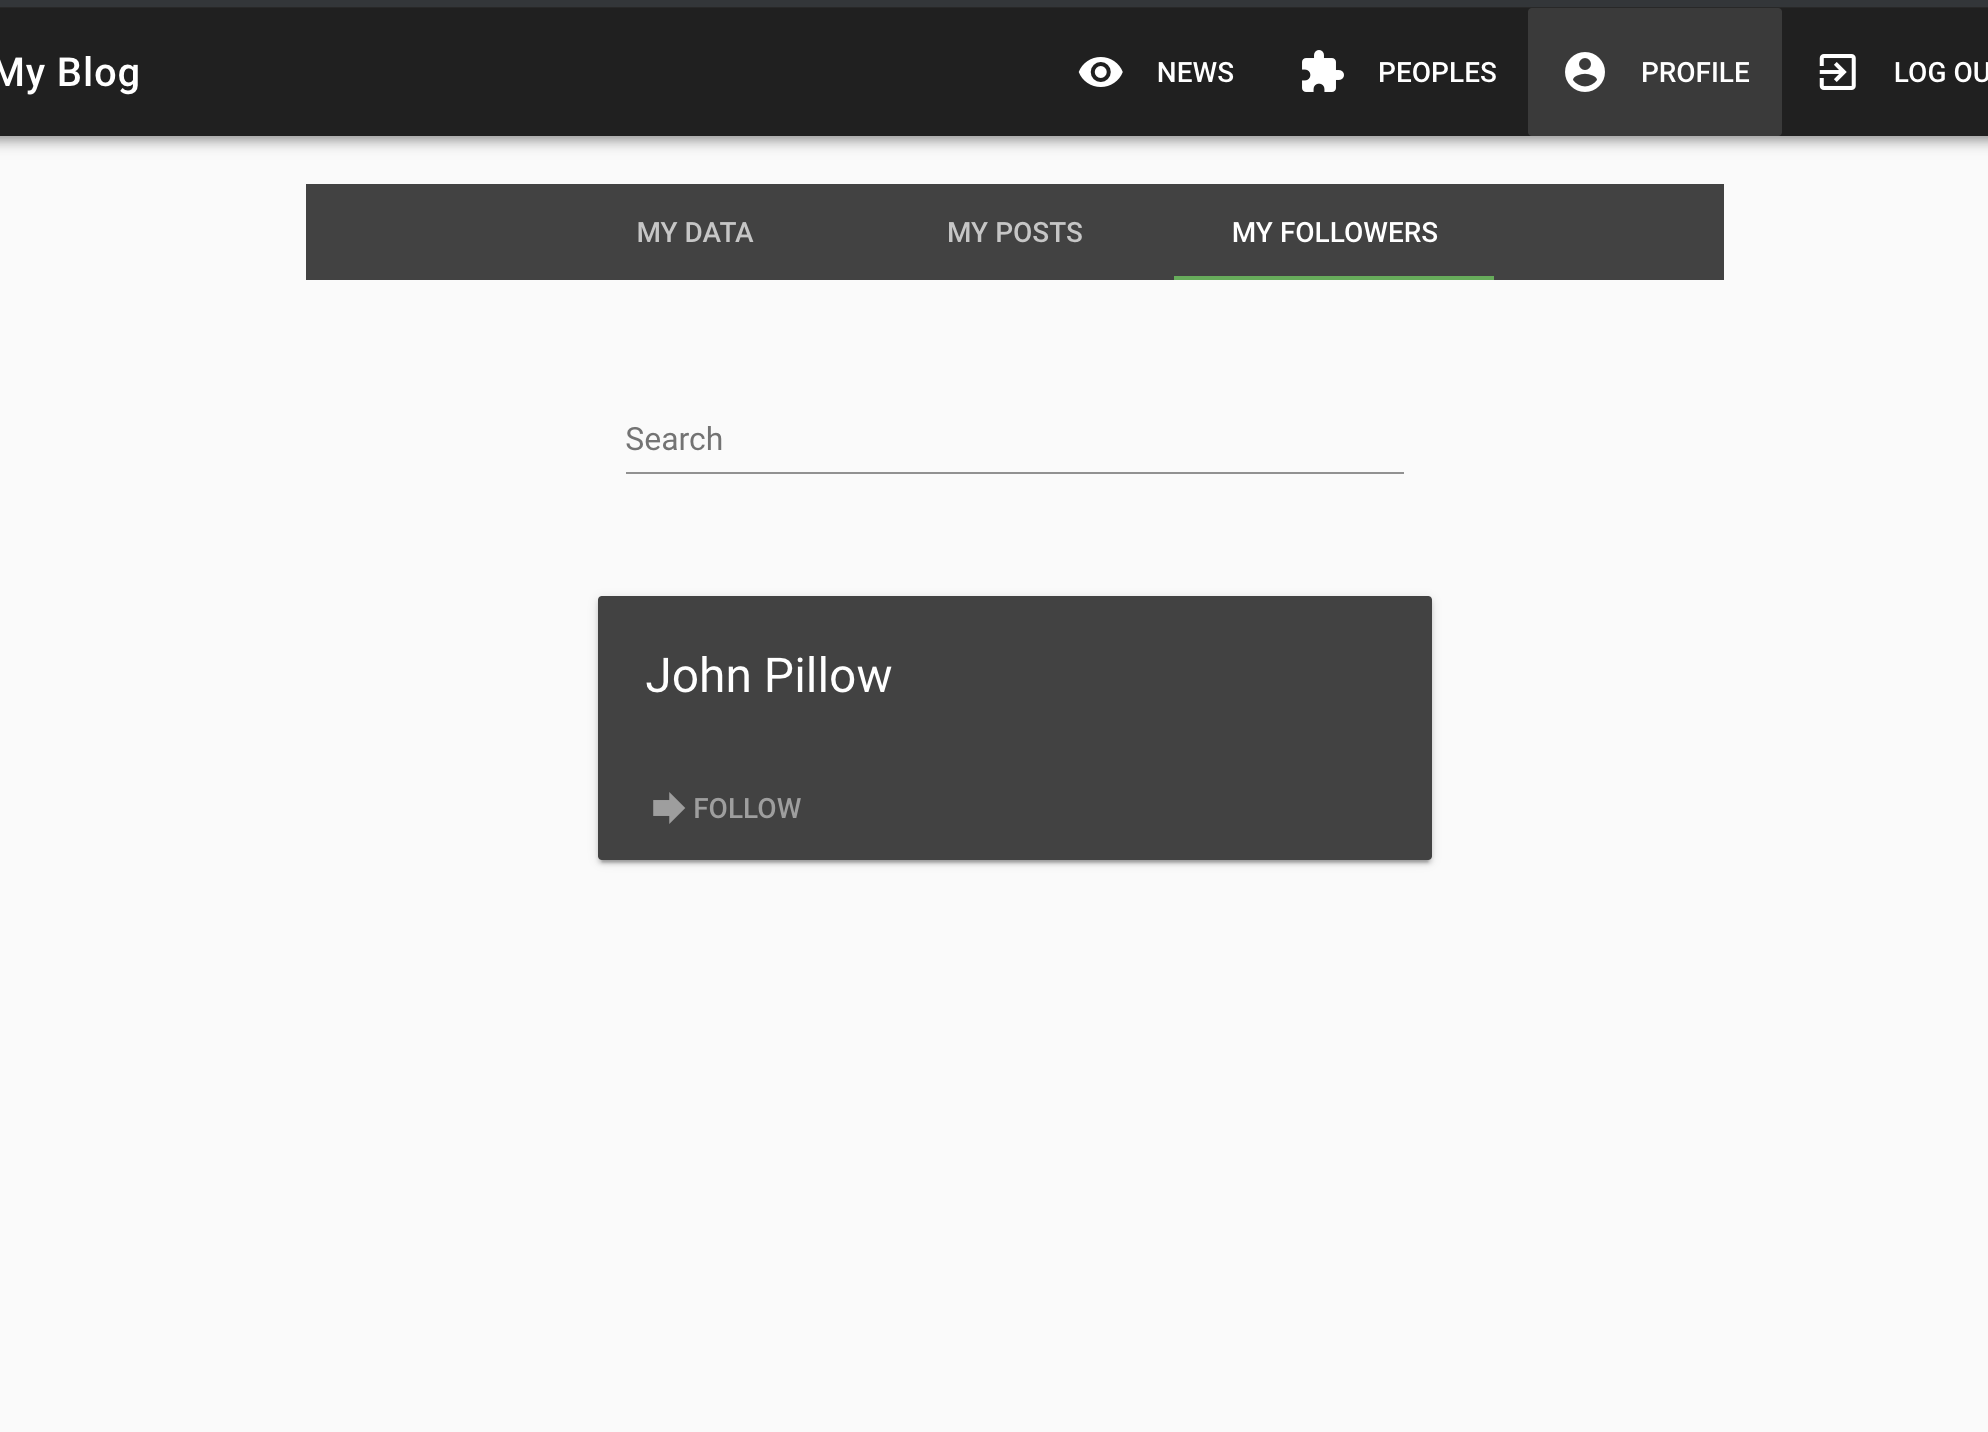 My Blog
NEWS
PEOPLES
PROFILE
LOG OU
MY DATA
MY POSTS
MY FOLLOWERS
Search
John Pillow
FOLLOW